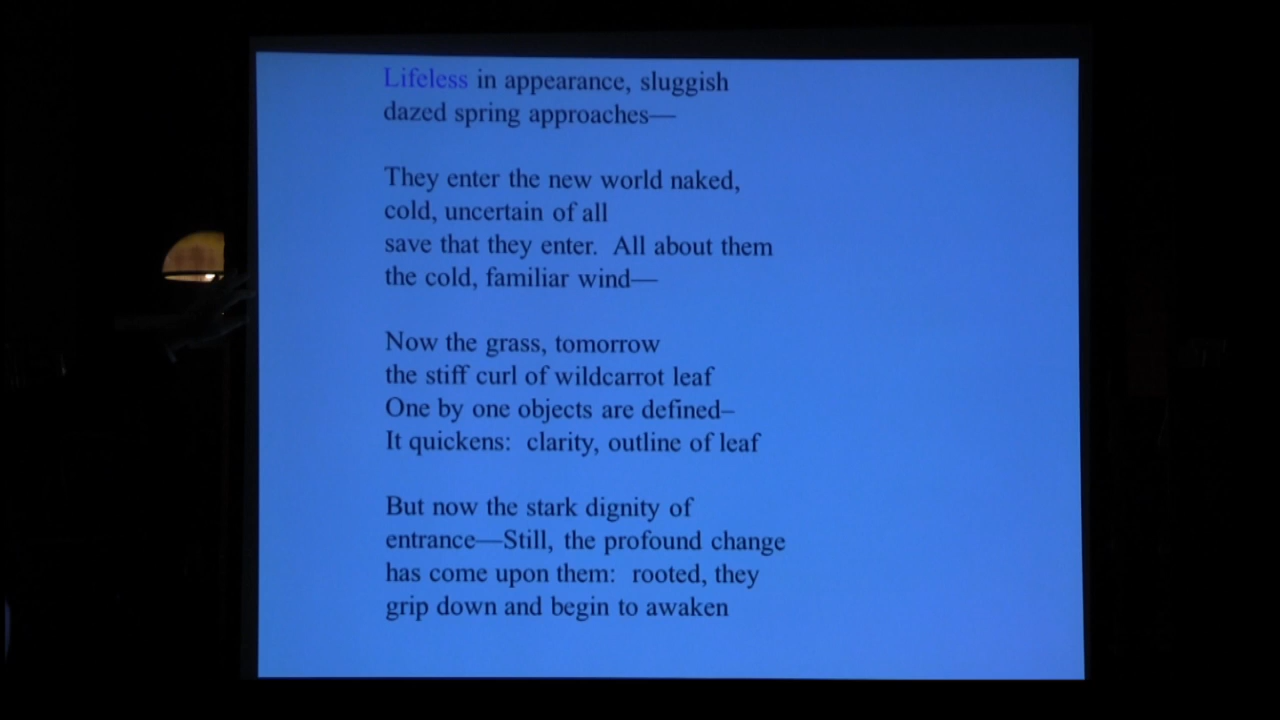 Lifeless in appearance, sluggish
dazed spring approaches—
They enter the new world naked,
cold, uncertain of all
save that they enter.  All about them
the cold, familiar wind—
Now the grass, tomorrow
the stiff curl of wildcarrot leaf
One by one objects are defined–
It quickens:  clarity, outline of leaf
But now the stark dignity of
entrance—Still, the profound change
has come upon them:  rooted, they
grip down and begin to awaken